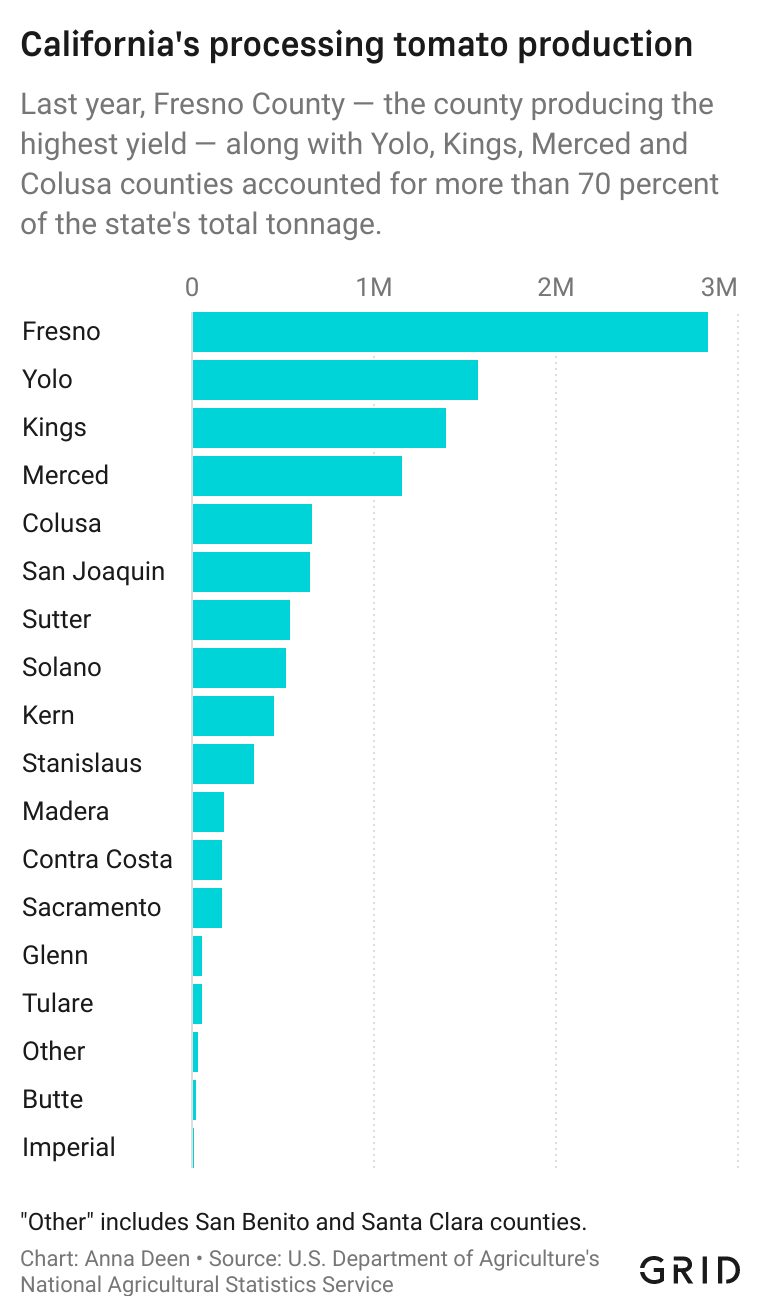 California's processing tomato production
Last year, Fresno County — the county producing the
highest yield — along with Yolo, Kings, Merced and
Colusa counties accounted for more than 70 percent
of the state's total tonnage.
0 1M 2M 3M
Fresno
Yolo
Kings
Merced
Colusa
San Joaquin
Sutter
Solano
Kern
Stanislaus
Madera
Contra Costa
Sacramento
Glenn
Tulare
Other
Butte
Imperial
"Other" includes San Benito and Santa Clara counties.
Chart: Anna Deen • Source: U.S. Department of Agriculture's
National Agricultural Statistics Service
GRID